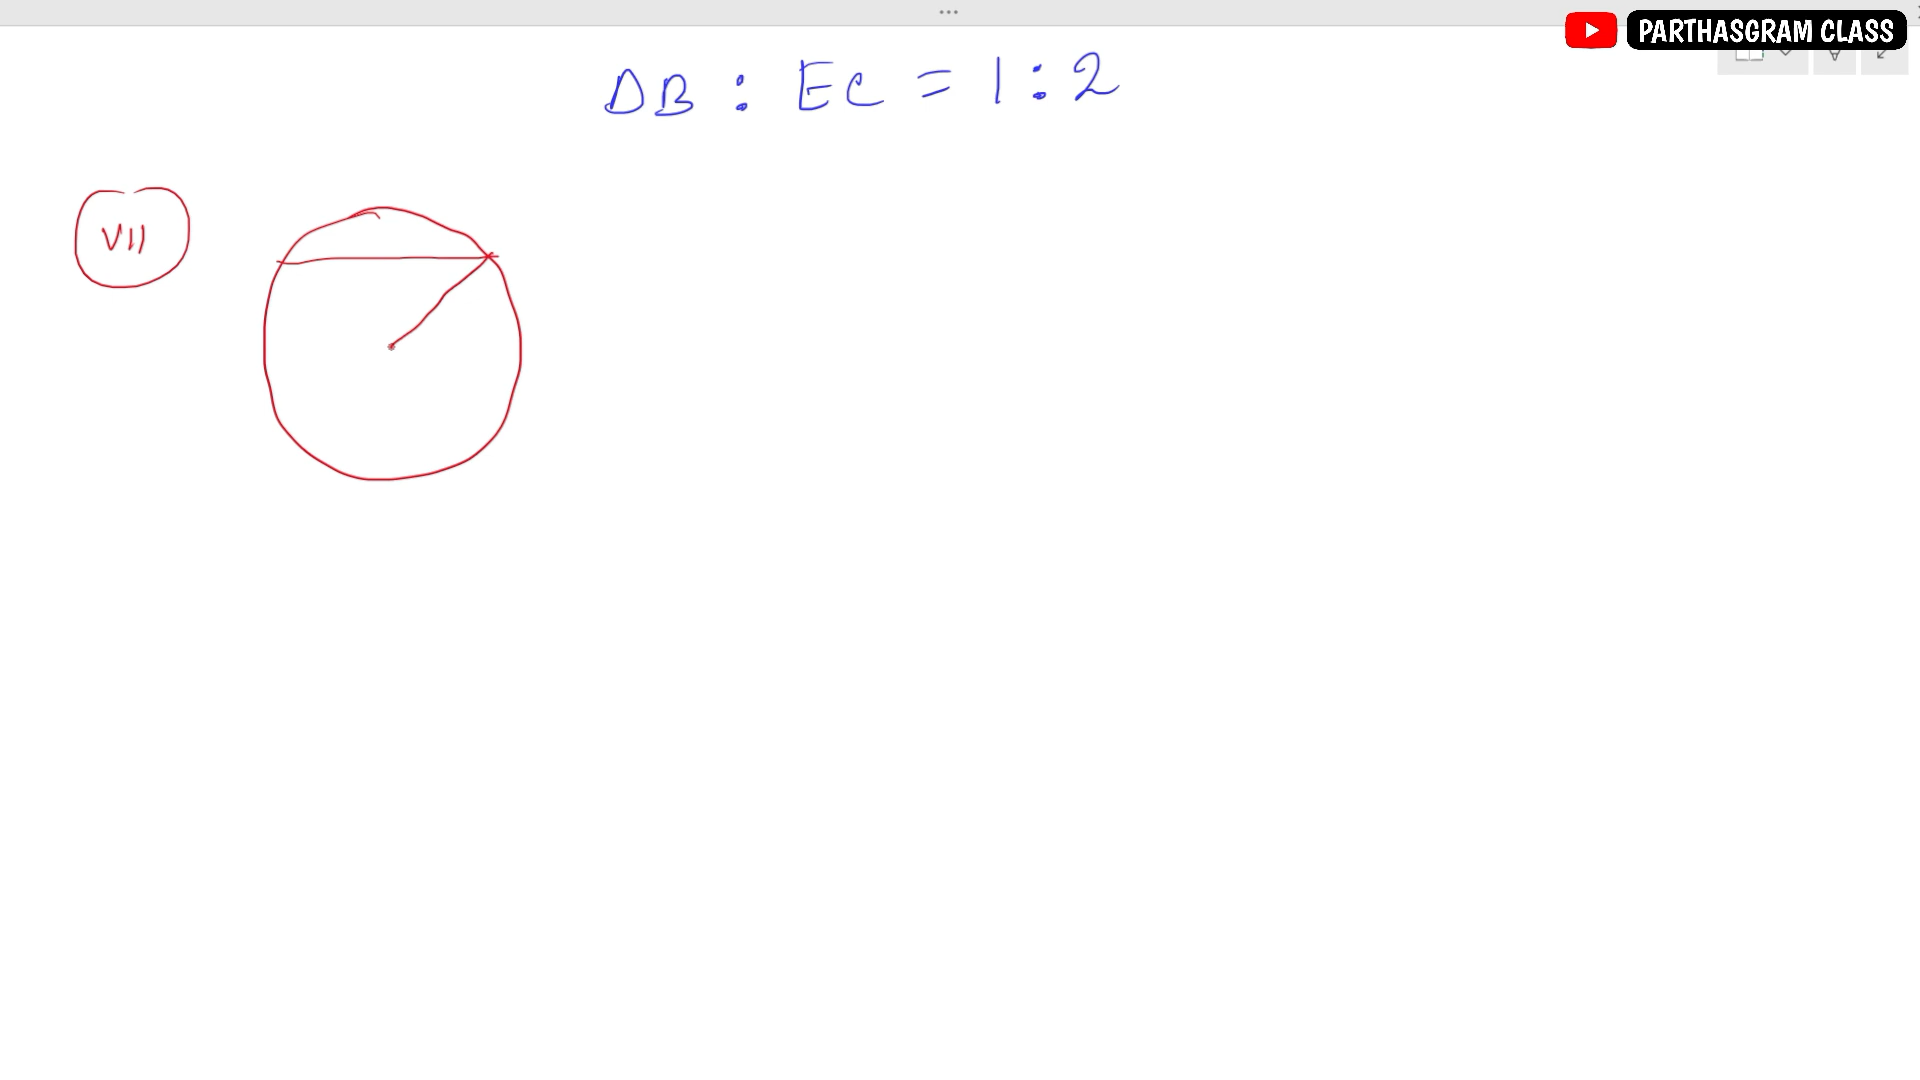 PARTHASGRAM CLASS
DB : EC = 1 : 2
VII